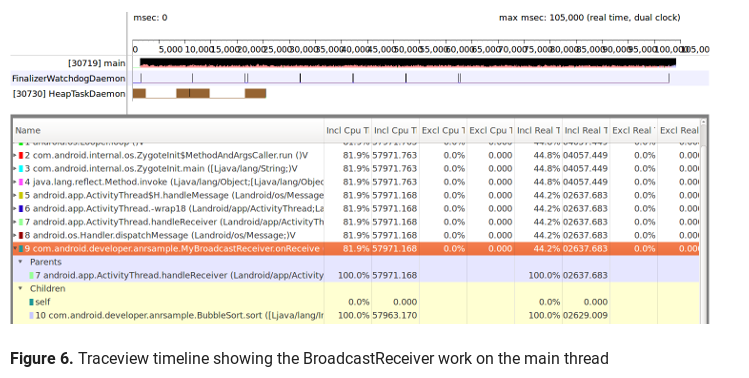 msec: 0 max msec: 105,000 (real time, dual clock)
0 5,000 10,000 15,000 20,000 25,000 30,000 35,000 40,000 45,000 50,000 55,000 60,000 65,000 70,000 75,000 80,000 85,000 90,000 95,000 100,000 105,000
[30719] main
FinalizerWatchdogDaemon
[30730] HeapTaskDaemon
Name Incl Cpu T Incl Cpu T Excl Cpu T Excl Cpu T Incl Real T Incl Real T Excl Real Excl Real
2 com.android.internal.os.ZygoteInit$MethodAndArgsCaller.run ()V 81.9% 57971.763 0.0% 0.000 44.8% 04057.449 0.0% 0.00
3 com.android.internal.os.ZygoteInit.main ([Ljava/lang/String;)V 81.9% 57971.763 0.0% 0.000 44.8% 04057.449 0.0% 0.00
4 java.lang.reflect.Method.invoke (Ljava/lang/Object;[Ljava/lang/Objec 81.9% 57971.763 0.0% 0.000 44.8% 04057.449 0.0% 0.00
5 android.app.ActivityThread$H.handleMessage (Landroid/os/Message 81.9% 57971.168 0.0% 0.000 44.2% 02637.683 0.0% 0.00
6 android.app.ActivityThread.-wrap18 (Landroid/app/ActivityThread;La 81.9% 57971.168 0.0% 0.000 44.2% 02637.683 0.0% 0.00
7 android.app.ActivityThread.handleReceiver (Landroid/app/ActivityTh 81.9% 57971.168 0.0% 0.000 44.2% 02637.683 0.0% 0.00
8 android.os.Handler.dispatchMessage (Landroid/os/Message;)V 81.9% 57971.168 0.0% 0.000 44.2% 02637.683 0.0% 0.00
9 com.android.developer.anrsample.MyBroadcastReceiver.onReceive 81.9% 57971.168 0.0% 0.000 44.2% 02637.683 0.0% 0.00
Parents
7 android.app.ActivityThread.handleReceiver (Landroid/app/Activity 100.0% 57971.168 100.0% 02637.683
Children
self 0.0% 0.000 0.0% 0.000
10 com.android.developer.anrsample.BubbleSort.sort ([Ljava/lang/Ir 100.0% 57963.170 100.0% 02629.009
Figure 6. Traceview timeline showing the BroadcastReceiver work on the main thread